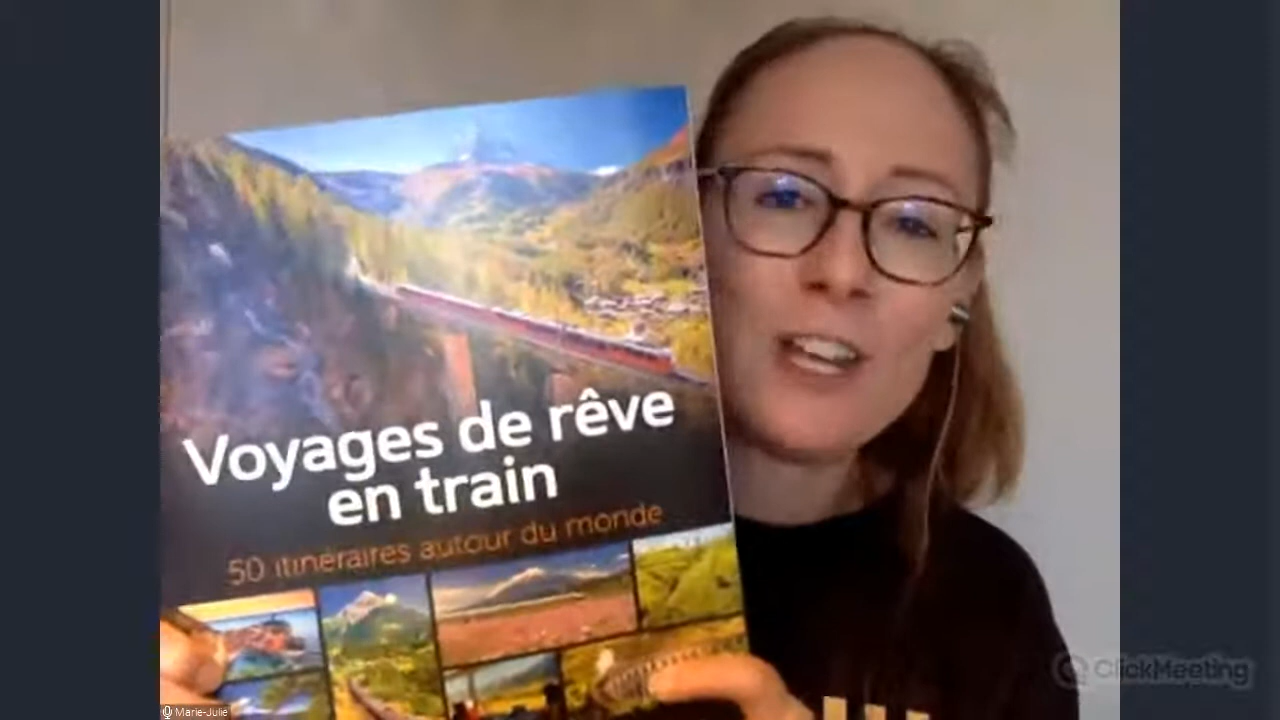 Voyages de rêve
en train
50 itinéraires autour du monde
ClickMeeting
Marie-Julie